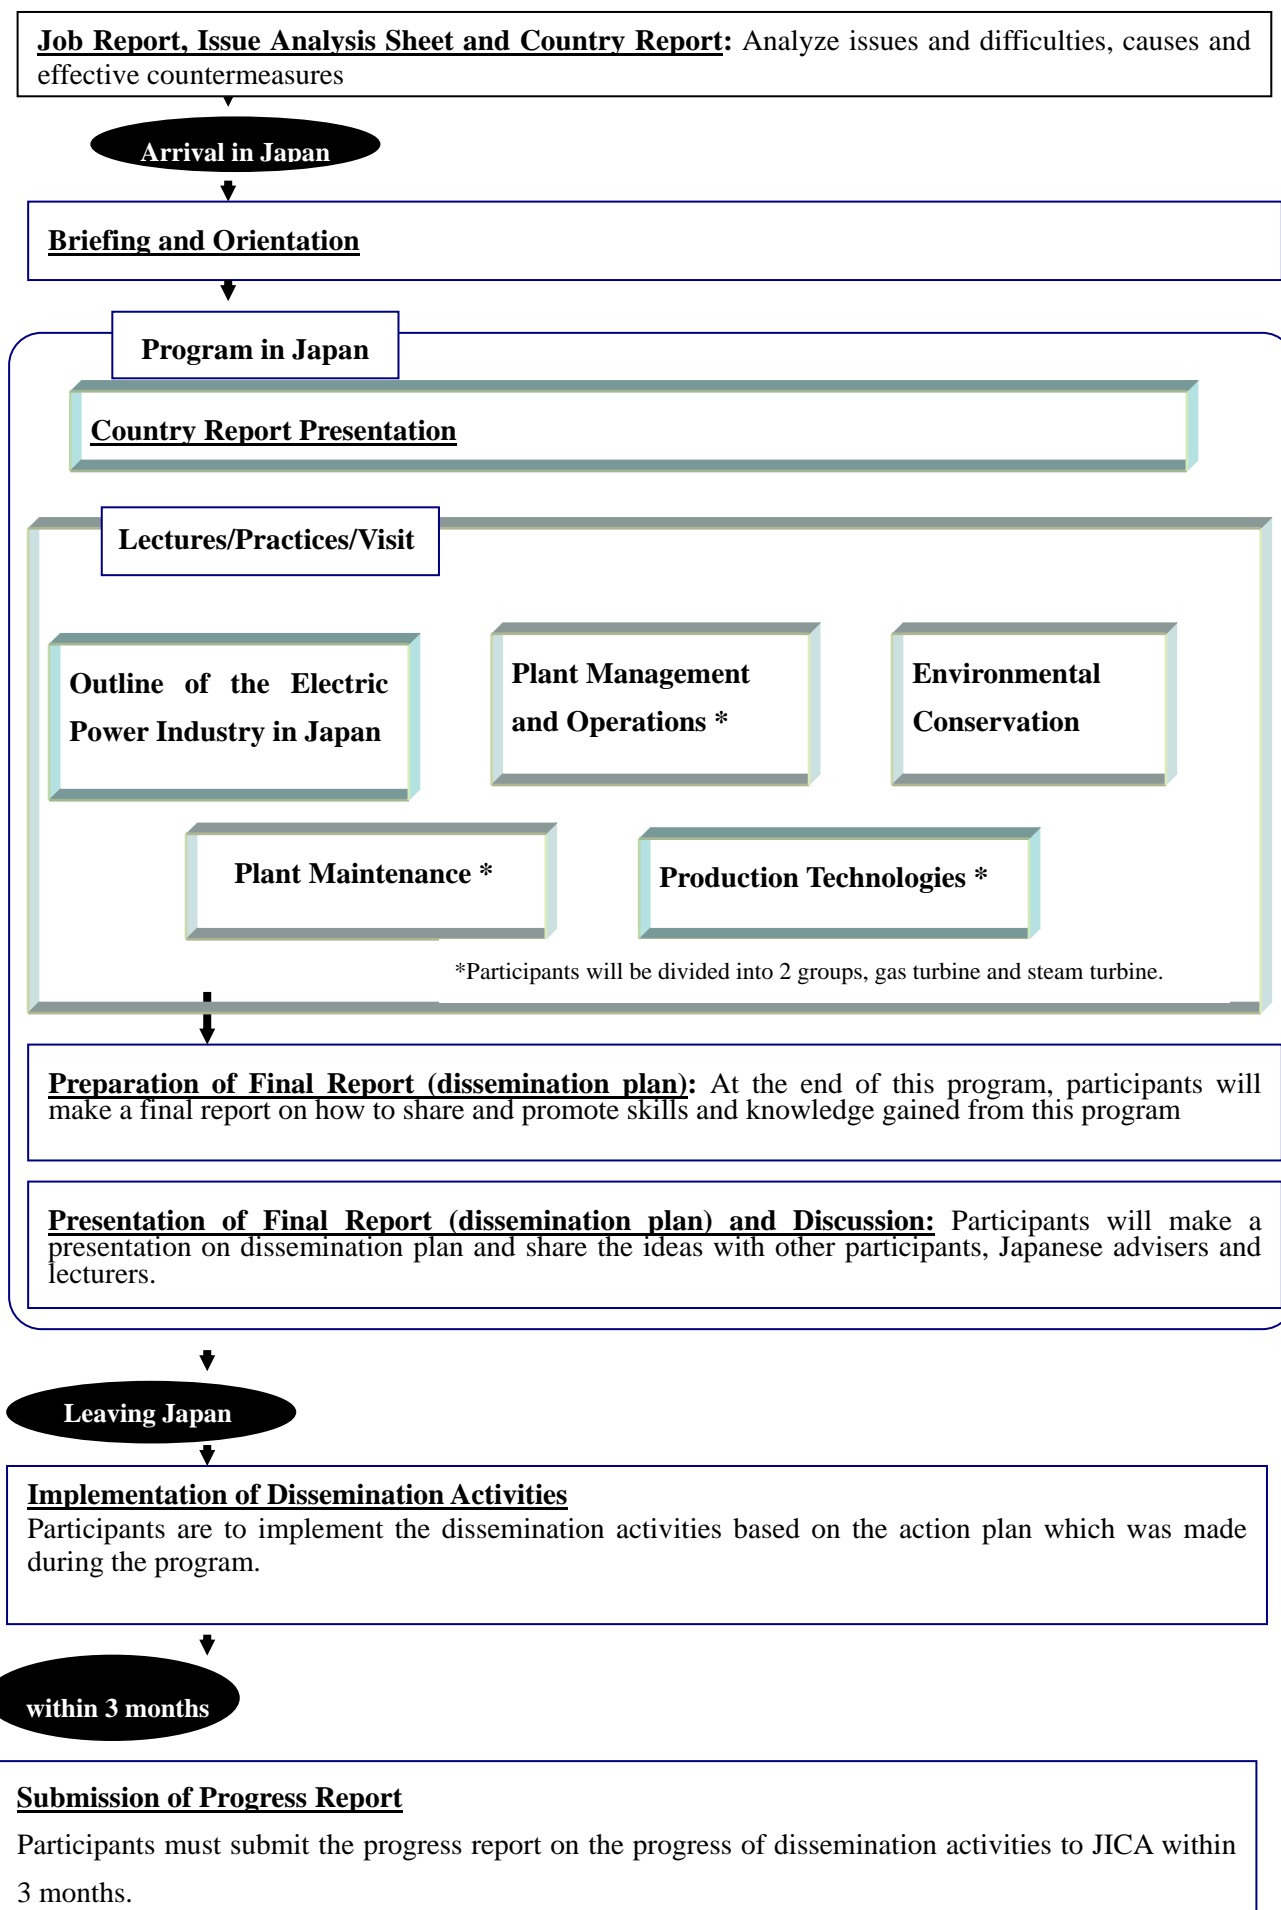 Job Report, Issue Analysis Sheet and Country Report: Analyze issues and difficulties, causes and
effective countermeasures
Arrival in Japan
Briefing and Orientation
Program in Japan
Country Report Presentation
Lectures/Practices/Visit
Outline of the Electric
Power Industry in Japan
Plant Management
and Operations *
Environmental
Conservation
Plant Maintenance *
Production Technologies *
*Participants will be divided into 2 groups, gas turbine and steam turbine.
Preparation of Final Report (dissemination plan): At the end of this program, participants will
make a final report on how to share and promote skills and knowledge gained from this program
Presentation of Final Report (dissemination plan) and Discussion: Participants will make a
presentation on dissemination plan and share the ideas with other participants, Japanese advisers and
lecturers.
Leaving Japan
Implementation of Dissemination Activities
Participants are to implement the dissemination activities based on the action plan which was made
during the program.
within 3 months
Submission of Progress Report
Participants must submit the progress report on the progress of dissemination activities to JICA within
3 months.